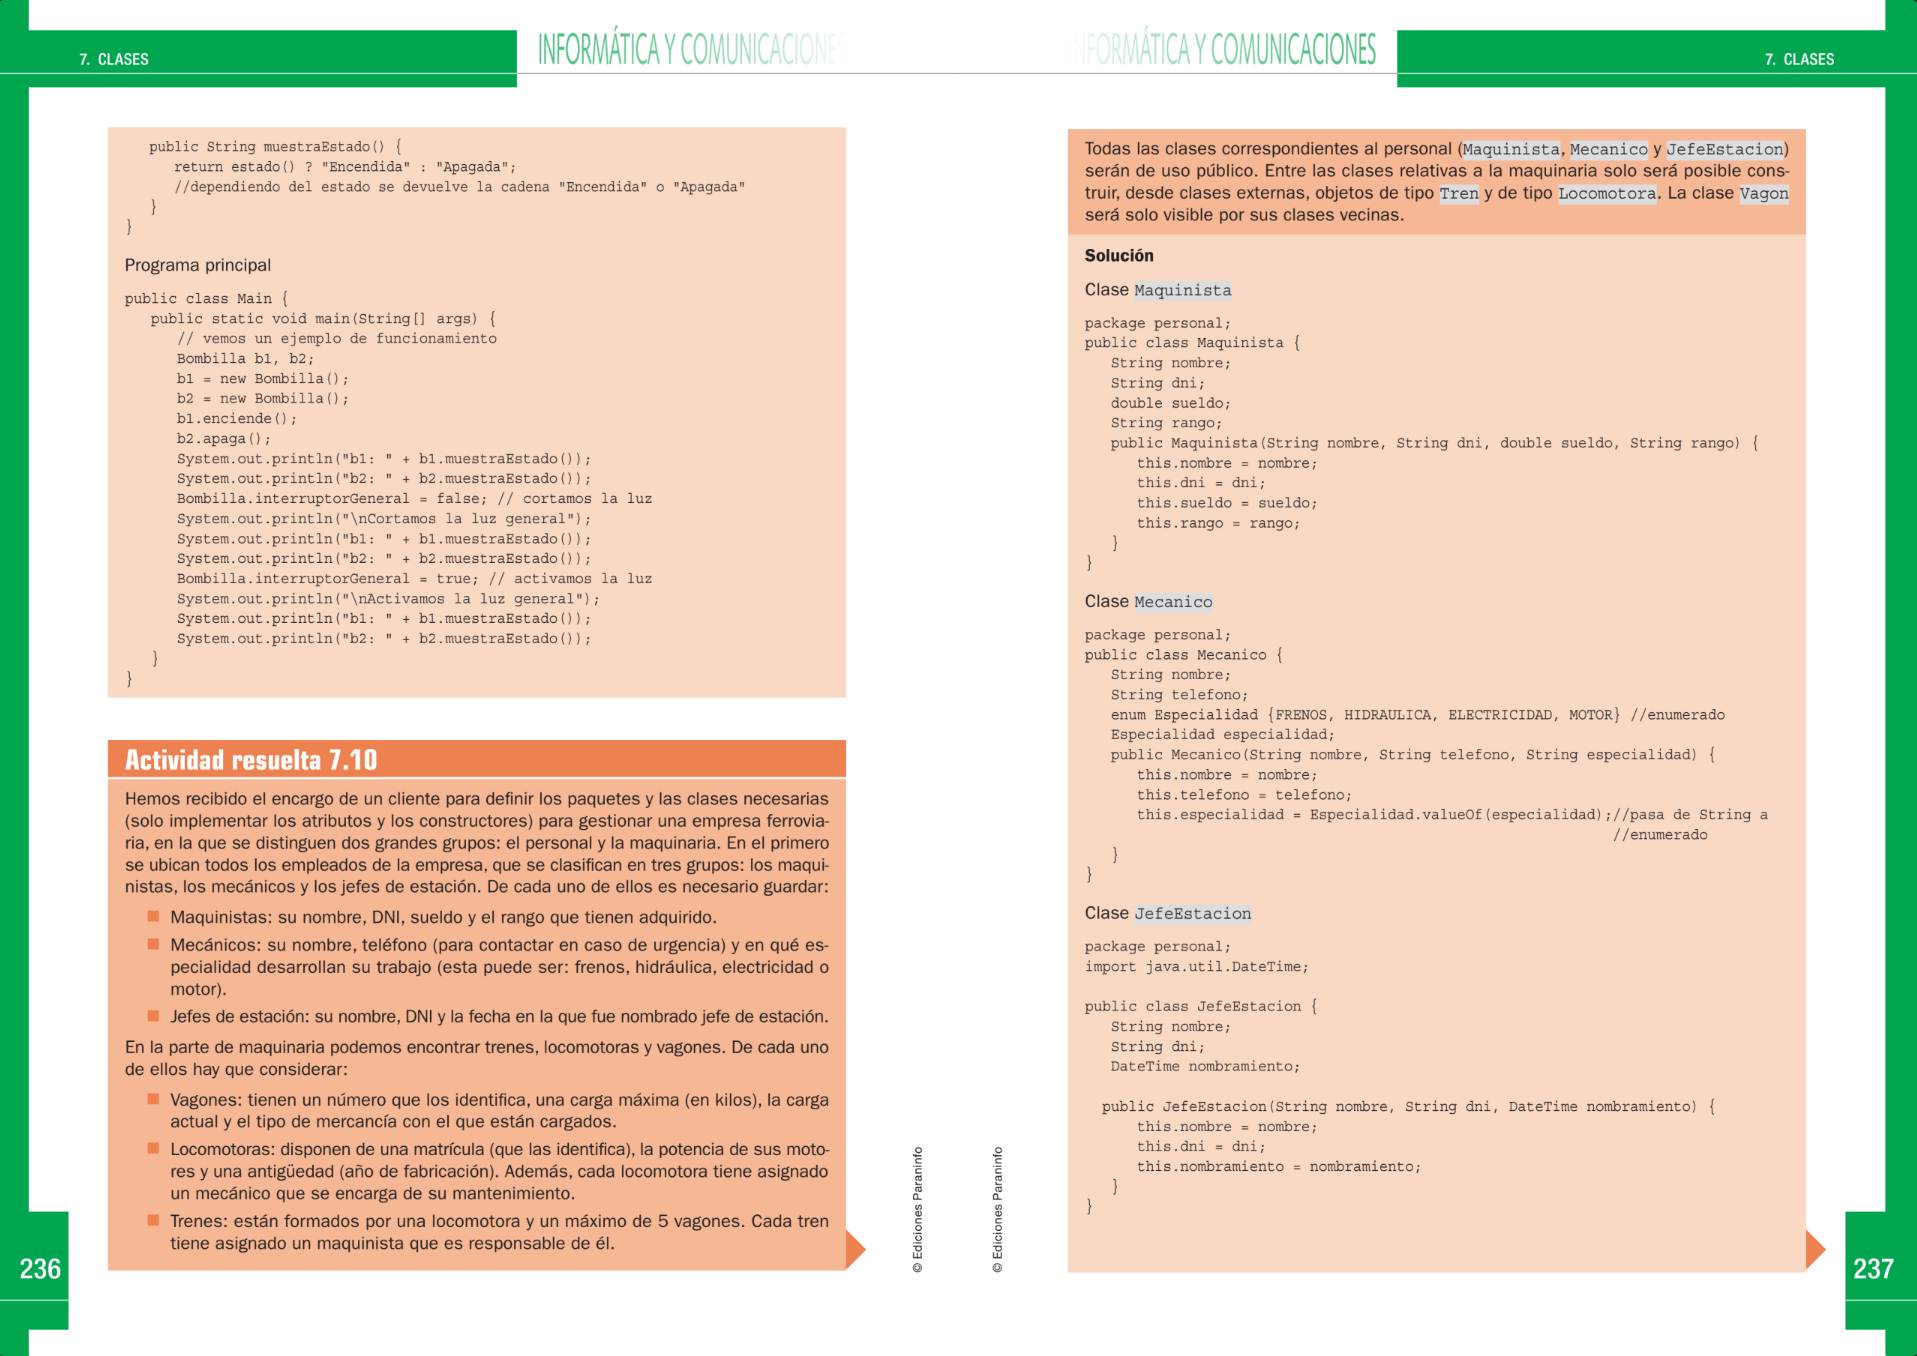 7. CLASES
INFORMÁTICA Y COMUNICACIONES
public String muestraEstado() {
return estado() ? "Encendida" : "Apagada";
//dependiendo del estado se devuelve la cadena "Encendida" o "Apagada"
}
}
Programa principal
public class Main {
public static void main(String[] args) {
// vemos un ejemplo de funcionamiento
Bombilla b1, b2;
b1 = new Bombilla();
b2 = new Bombilla();
b1.enciende();
b2.apaga();
System.out.println("b1: " + b1.muestraEstado());
System.out.println("b2: " + b2.muestraEstado());
Bombilla.interruptorGeneral = false; // cortamos la luz
System.out.println("\nCortamos la luz general");
System.out.println("b1: " + b1.muestraEstado());
System.out.println("b2: " + b2.muestraEstado());
Bombilla.interruptorGeneral = true; // activamos la luz
System.out.println("\nActivamos la luz general");
System.out.println("b1: " + b1.muestraEstado());
System.out.println("b2: " + b2.muestraEstado());
}
}
Actividad resuelta 7.10
Hemos recibido el encargo de un cliente para definir los paquetes y las clases necesarias
(solo implementar los atributos y los constructores) para gestionar una empresa ferrovia-
ria, en la que se distinguen dos grandes grupos: el personal y la maquinaria. En el primero
se ubican todos los empleados de la empresa, que se clasifican en tres grupos: los maqui-
nistas, los mecánicos y los jefes de estación. De cada uno de ellos es necesario guardar:
■ Maquinistas: su nombre, DNI, sueldo y el rango que tienen adquirido.
■ Mecánicos: su nombre, teléfono (para contactar en caso de urgencia) y en qué es-
pecialidad desarrollan su trabajo (esta puede ser: frenos, hidráulica, electricidad o
motor).
■ Jefes de estación: su nombre, DNI y la fecha en la que fue nombrado jefe de estación.
En la parte de maquinaria podemos encontrar trenes, locomotoras y vagones. De cada uno
de ellos hay que considerar:
■ Vagones: tienen un número que los identifica, una carga máxima (en kilos), la carga
actual y el tipo de mercancía con el que están cargados.
■ Locomotoras: disponen de una matrícula (que las identifica), la potencia de sus moto-
res y una antigüedad (año de fabricación). Además, cada locomotora tiene asignado
un mecánico que se encarga de su mantenimiento.
■ Trenes: están formados por una locomotora y un máximo de 5 vagones. Cada tren
tiene asignado un maquinista que es responsable de él.
© Ediciones Paraninfo
236
INFORMÁTICA Y COMUNICACIONES
7. CLASES
Todas las clases correspondientes al personal (Maquinista, Mecanico y JefeEstacion)
serán de uso público. Entre las clases relativas a la maquinaria solo será posible cons-
truir, desde clases externas, objetos de tipo Tren y de tipo Locomotora. La clase Vagon
será solo visible por sus clases vecinas.
Solución
Clase Maquinista
package personal;
public class Maquinista {
String nombre;
String dni;
double sueldo;
String rango;
public Maquinista(String nombre, String dni, double sueldo, String rango) {
this.nombre = nombre;
this.dni = dni;
this.sueldo = sueldo;
this.rango = rango;
}
}
Clase Mecanico
package personal;
public class Mecanico {
String nombre;
String telefono;
enum Especialidad {FRENOS, HIDRAULICA, ELECTRICIDAD, MOTOR} //enumerado
Especialidad especialidad;
public Mecanico(String nombre, String telefono, String especialidad) {
this.nombre = nombre;
this.telefono = telefono;
this.especialidad = Especialidad.valueOf(especialidad);//pasa de String a
//enumerado
}
}
Clase JefeEstacion
package personal;
import java.util.DateTime;
public class JefeEstacion {
String nombre;
String dni;
DateTime nombramiento;
public JefeEstacion(String nombre, String dni, DateTime nombramiento) {
this.nombre = nombre;
this.dni = dni;
this.nombramiento = nombramiento;
}
}
© Ediciones Paraninfo
237